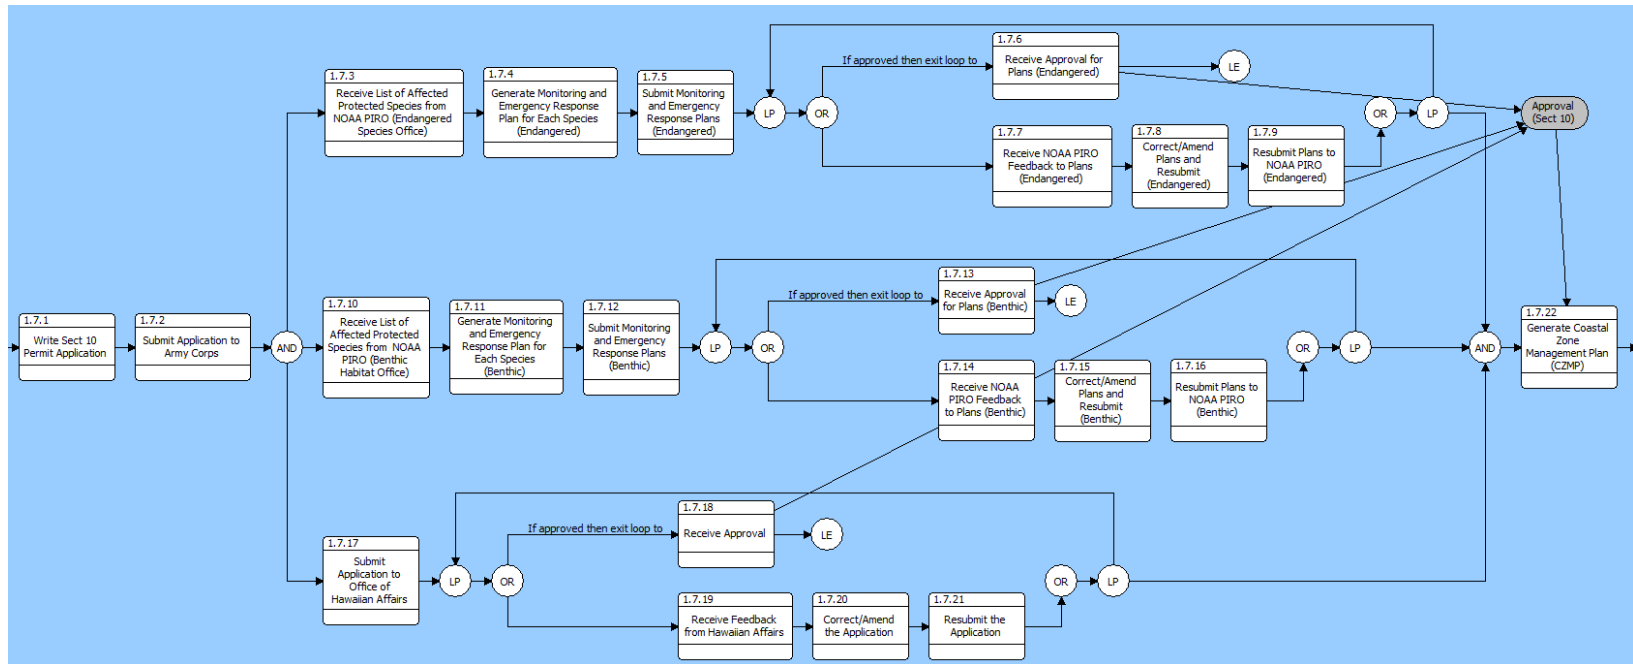 1.7.6
If approved then exit loop to
Receive Approval for
Plans (Endangered)
LE
1.7.3
Receive List of Affected
Protected Species from
NOAA PIRO (Endangered
Species Office)
1.7.4
Generate Monitoring and
Emergency Response
Plan for Each Species
(Endangered)
1.7.5
Submit Monitoring
and Emergency
Response Plans
(Endangered)
LP
OR
OR
LP
Approval
(Sect 10)
1.7.7
Receive NOAA PIRO
Feedback to Plans
(Endangered)
1.7.8
Correct/Amend
Plans and
Resubmit
(Endangered)
1.7.9
Resubmit Plans to
NOAA PIRO
(Endangered)
1.7.13
If approved then exit loop to
Receive Approval
for Plans (Benthic)
LE
1.7.1
Write Sect 10
Permit Application
1.7.2
Submit Application to
Army Corps
AND
1.7.10
Receive List of
Affected Protected
Species from  NOAA
PIRO (Benthic
Habitat Office)
1.7.11
Generate Monitoring
and Emergency
Response Plan for
Each Species
(Benthic)
1.7.12
Submit Monitoring
and Emergency
Response Plans
(Benthic)
LP
OR
OR
LP
AND
1.7.22
Generate Coastal
Zone
Management Plan
(CZMP)
1.7.14
Receive NOAA
PIRO Feedback
to Plans (Benthic)
1.7.15
Correct/Amend
Plans and
Resubmit
(Benthic)
1.7.16
Resubmit Plans to
NOAA PIRO
(Benthic)
1.7.18
If approved then exit loop to
Receive Approval
LE
1.7.17
Submit
Application to
Office of
Hawaiian Affairs
LP
OR
OR
LP
1.7.19
Receive Feedback
from Hawaiian Affairs
1.7.20
Correct/Amend
the Application
1.7.21
Resubmit the
Application